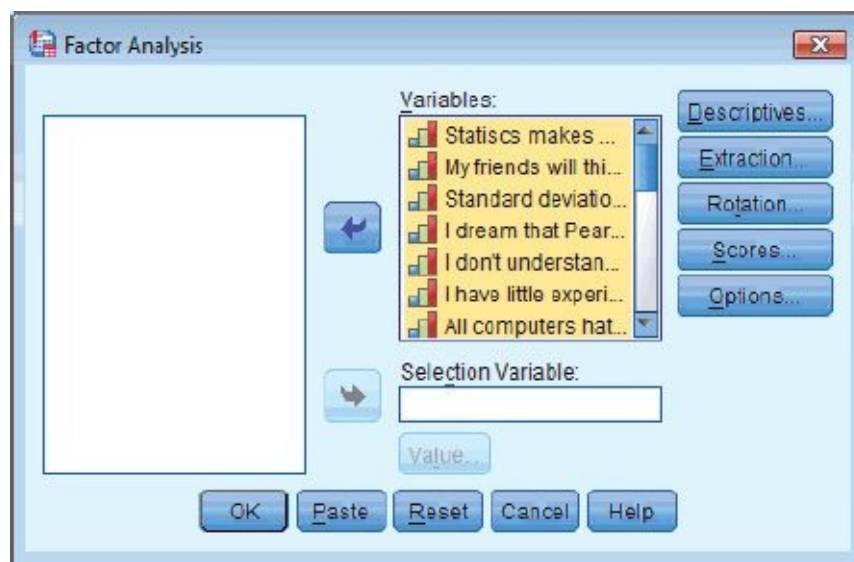 Factor Analysis
Variables:
Statiscs makes ...
My friends will thi...
Standard deviatio...
I dream that Pear...
I don't understan...
I have little experi...
All computers hat...
Descriptives...
Extraction...
Rotation...
Scores...
Options...
Selection Variable:
Value...
OK Paste Reset Cancel Help